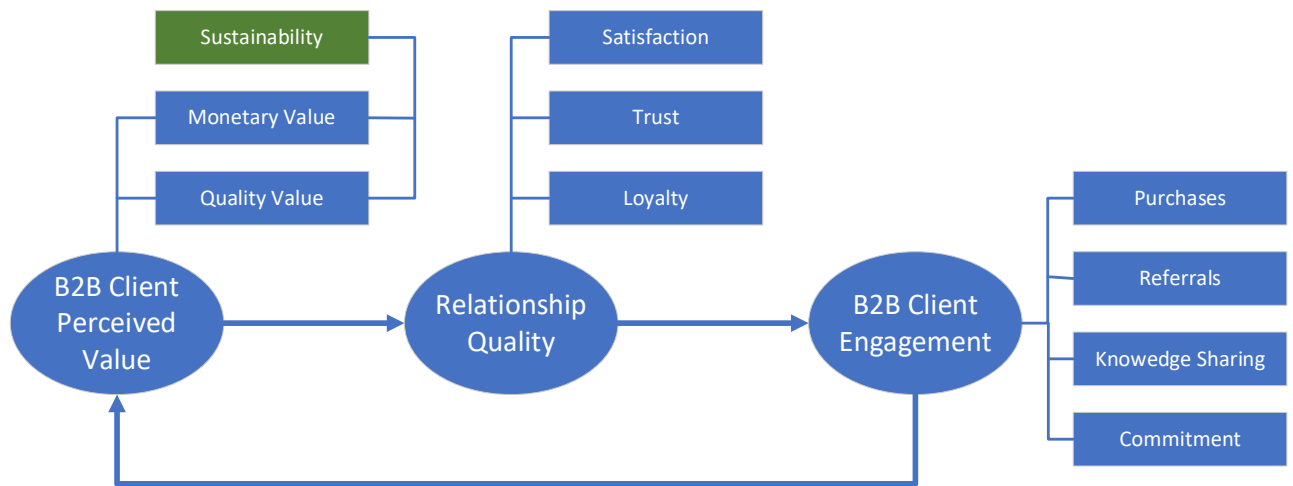 Sustainability
Monetary Value
Quality Value
B2B Client
Perceived
Value
Satisfaction
Trust
Loyalty
Relationship
Quality
B2B Client
Engagement
Purchases
Referrals
Knowedge Sharing
Commitment